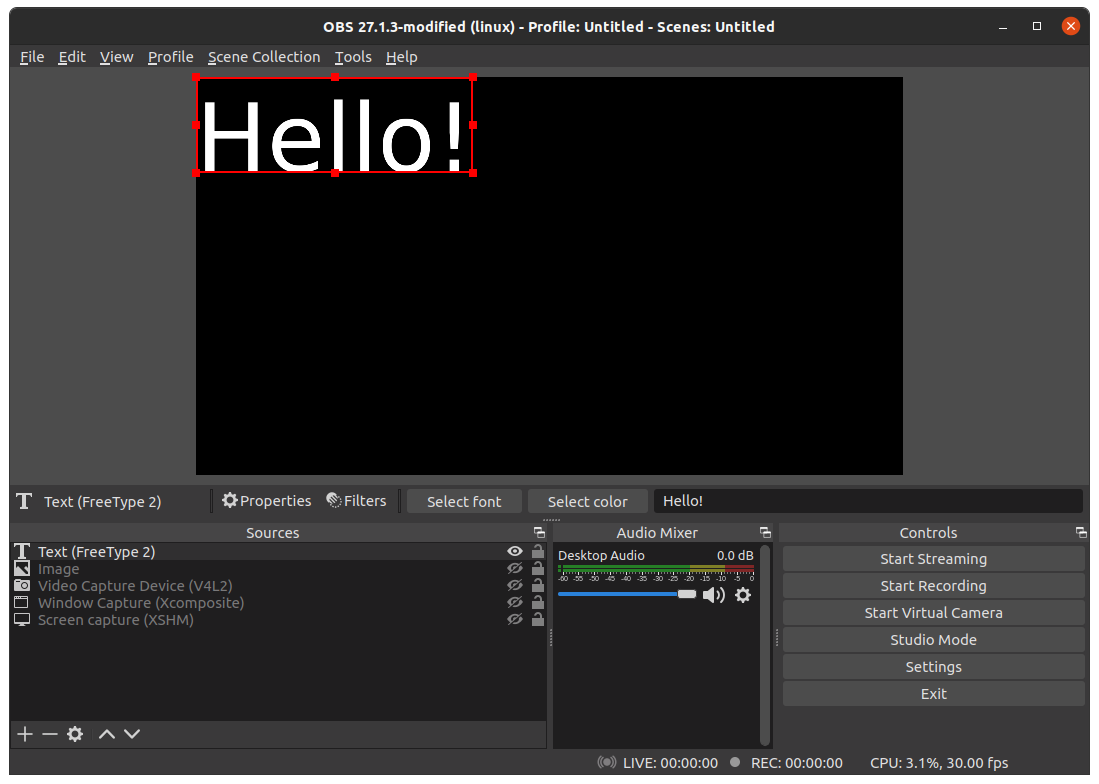 OBS 27.1.3-modified (linux) - Profile: Untitled - Scenes: Untitled
File Edit View Profile Scene Collection Tools Help
Hello!
Text (FreeType 2) Properties Filters Select font Select color Hello!
Sources
Text (FreeType 2)
Image
Video Capture Device (V4L2)
Window Capture (Xcomposite)
Screen capture (XSHM)
Audio Mixer
Desktop Audio 0.0 dB
-60 -55 -50 -45 -40 -35 -30 -25 -20 -15 -10 -5 0
Controls
Start Streaming
Start Recording
Start Virtual Camera
Studio Mode
Settings
Exit
LIVE: 00:00:00 REC: 00:00:00 CPU: 3.1%, 30.00 fps